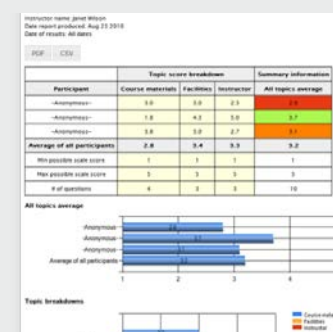 Instructor name: Janet Wilson
Date report produced: Aug 23 2018
Date of results: All dates
PDF CSV
Topic score breakdown Summary information
Participant Course materials Facilities Instructor All topics average
-Anonymous- 3.0 3.0 2.3 2.8
-Anonymous- 1.8 4.3 5.0 3.7
-Anonymous- 3.8 3.0 2.7
Average of all participants 2.8 3.4 3.3 3.2
Min possible scale score 1 1 1 1
Max possible scale score 5 5 5 5
# of questions 4 3 3 10
All topics average
-Anonymous-
-Anonymous-
-Anonymous-
Average of all participants
1 2 3 4
Topic breakdowns
Course mate
Facilities
Instructor